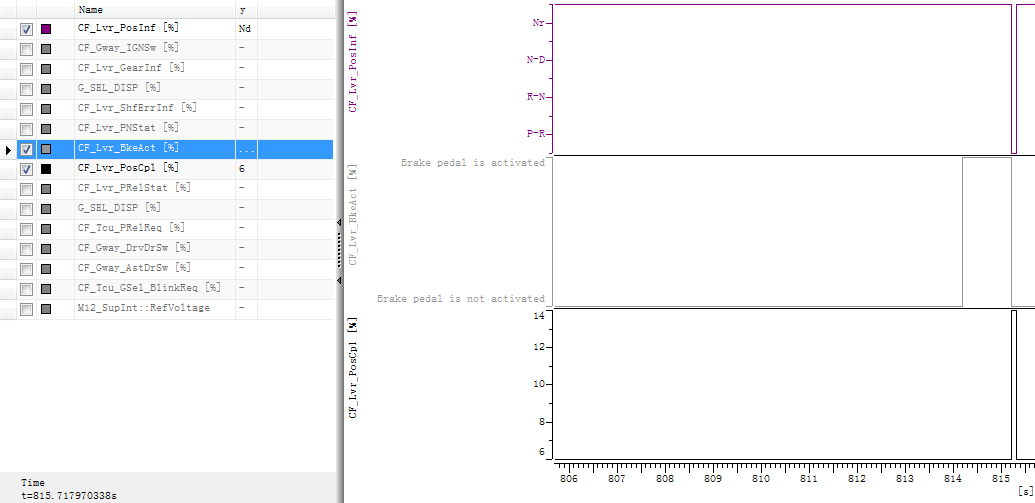 Name y
CF_Lvr_PosInf [%] Nd
CF_Gway_IGNSw [%] -
CF_Lvr_GearInf [%] -
G_SEL_DISP [%] -
CF_Lvr_ShfErrInf [%] -
CF_Lvr_PNStat [%] -
CF_Lvr_BkeAct [%] ...
CF_Lvr_PosCpl [%] 6
CF_Lvr_PRelStat [%] -
G_SEL_DISP [%] -
CF_Tcu_PRelReq [%] -
CF_Gway_DrvDrSw [%] -
CF_Gway_AstDrSw [%] -
CF_Tcu_GSel_BlinkReq [%] -
M12_SupInt::RefVoltage -
Time
t=815.717970338s
CF_Lvr_PosInf [%]
Nr
N-D
R-N
P-R
CF_Lvr_BkeAct [%]
Brake pedal is activated
Brake pedal is not activated
CF_Lvr_PosCpl [%]
14
12
10
8
6
806 807 808 809 810 811 812 813 814 815
[s]